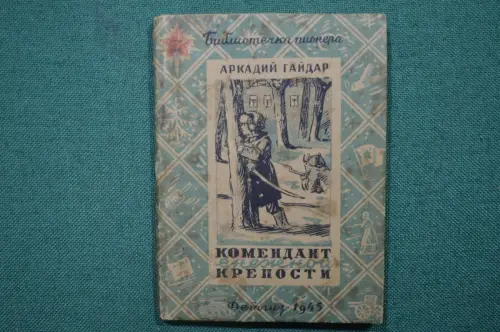 Библиотечка пионера
АРКАДИЙ ГАЙДАР
КОМЕНДАНТ
снежной
КРЕПОСТИ
Детгиз 1945